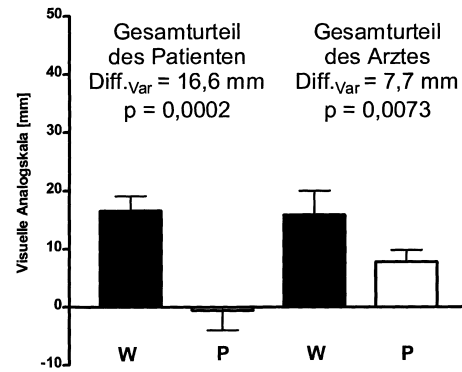 50
40
30
20
10
0
-10
Visuelle Analogskala [mm]
Gesamturteil
des Patienten
Diff.Var = 16,6 mm
p = 0,0002
Gesamturteil
des Arztes
Diff.Var = 7,7 mm
p = 0,0073
W
P
W
P